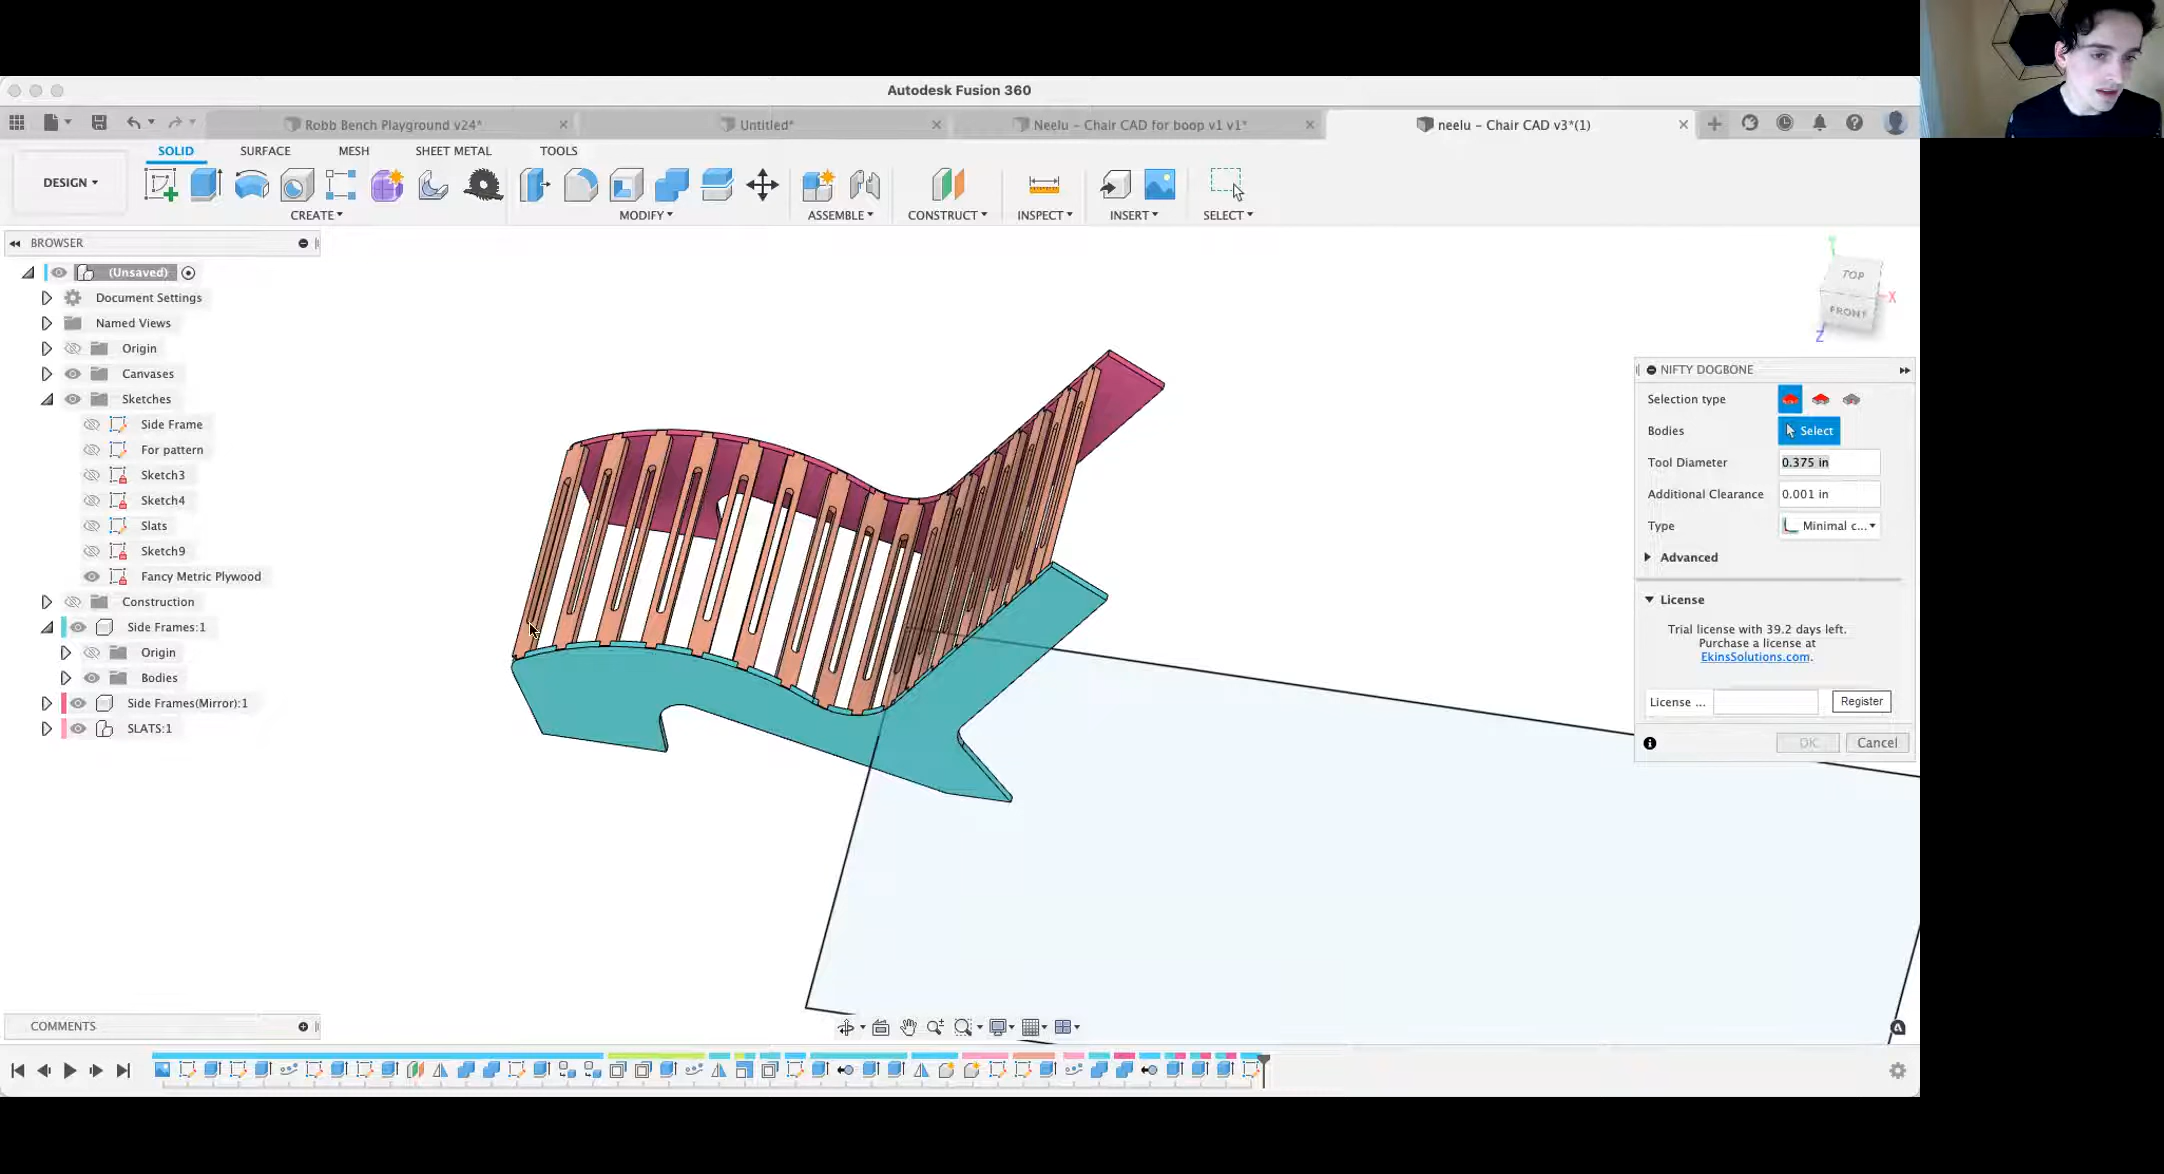 Autodesk Fusion 360
Robb Bench Playground v24*
Untitled*
Neelu - Chair CAD for boop v1 v1*
neelu - Chair CAD v3*(1)
DESIGN
SOLID
SURFACE
MESH
SHEET METAL
TOOLS
CREATE
MODIFY
ASSEMBLE
CONSTRUCT
INSPECT
INSERT
SELECT
BROWSER
(Unsaved)
Document Settings
Named Views
Origin
Canvases
Sketches
Side Frame
For pattern
Sketch3
Sketch4
Slats
Sketch9
Fancy Metric Plywood
Construction
Side Frames:1
Origin
Bodies
Side Frames(Mirror):1
SLATS:1
TOP
FRONT
X
Z
NIFTY DOGBONE
Selection type
Bodies
Select
Tool Diameter
0.375 in
Additional Clearance
0.001 in
Type
Minimal c...
Advanced
License
Trial license with 39.2 days left.
Purchase a license at
EkinsSolutions.com.
License ...
Register
OK
Cancel
COMMENTS